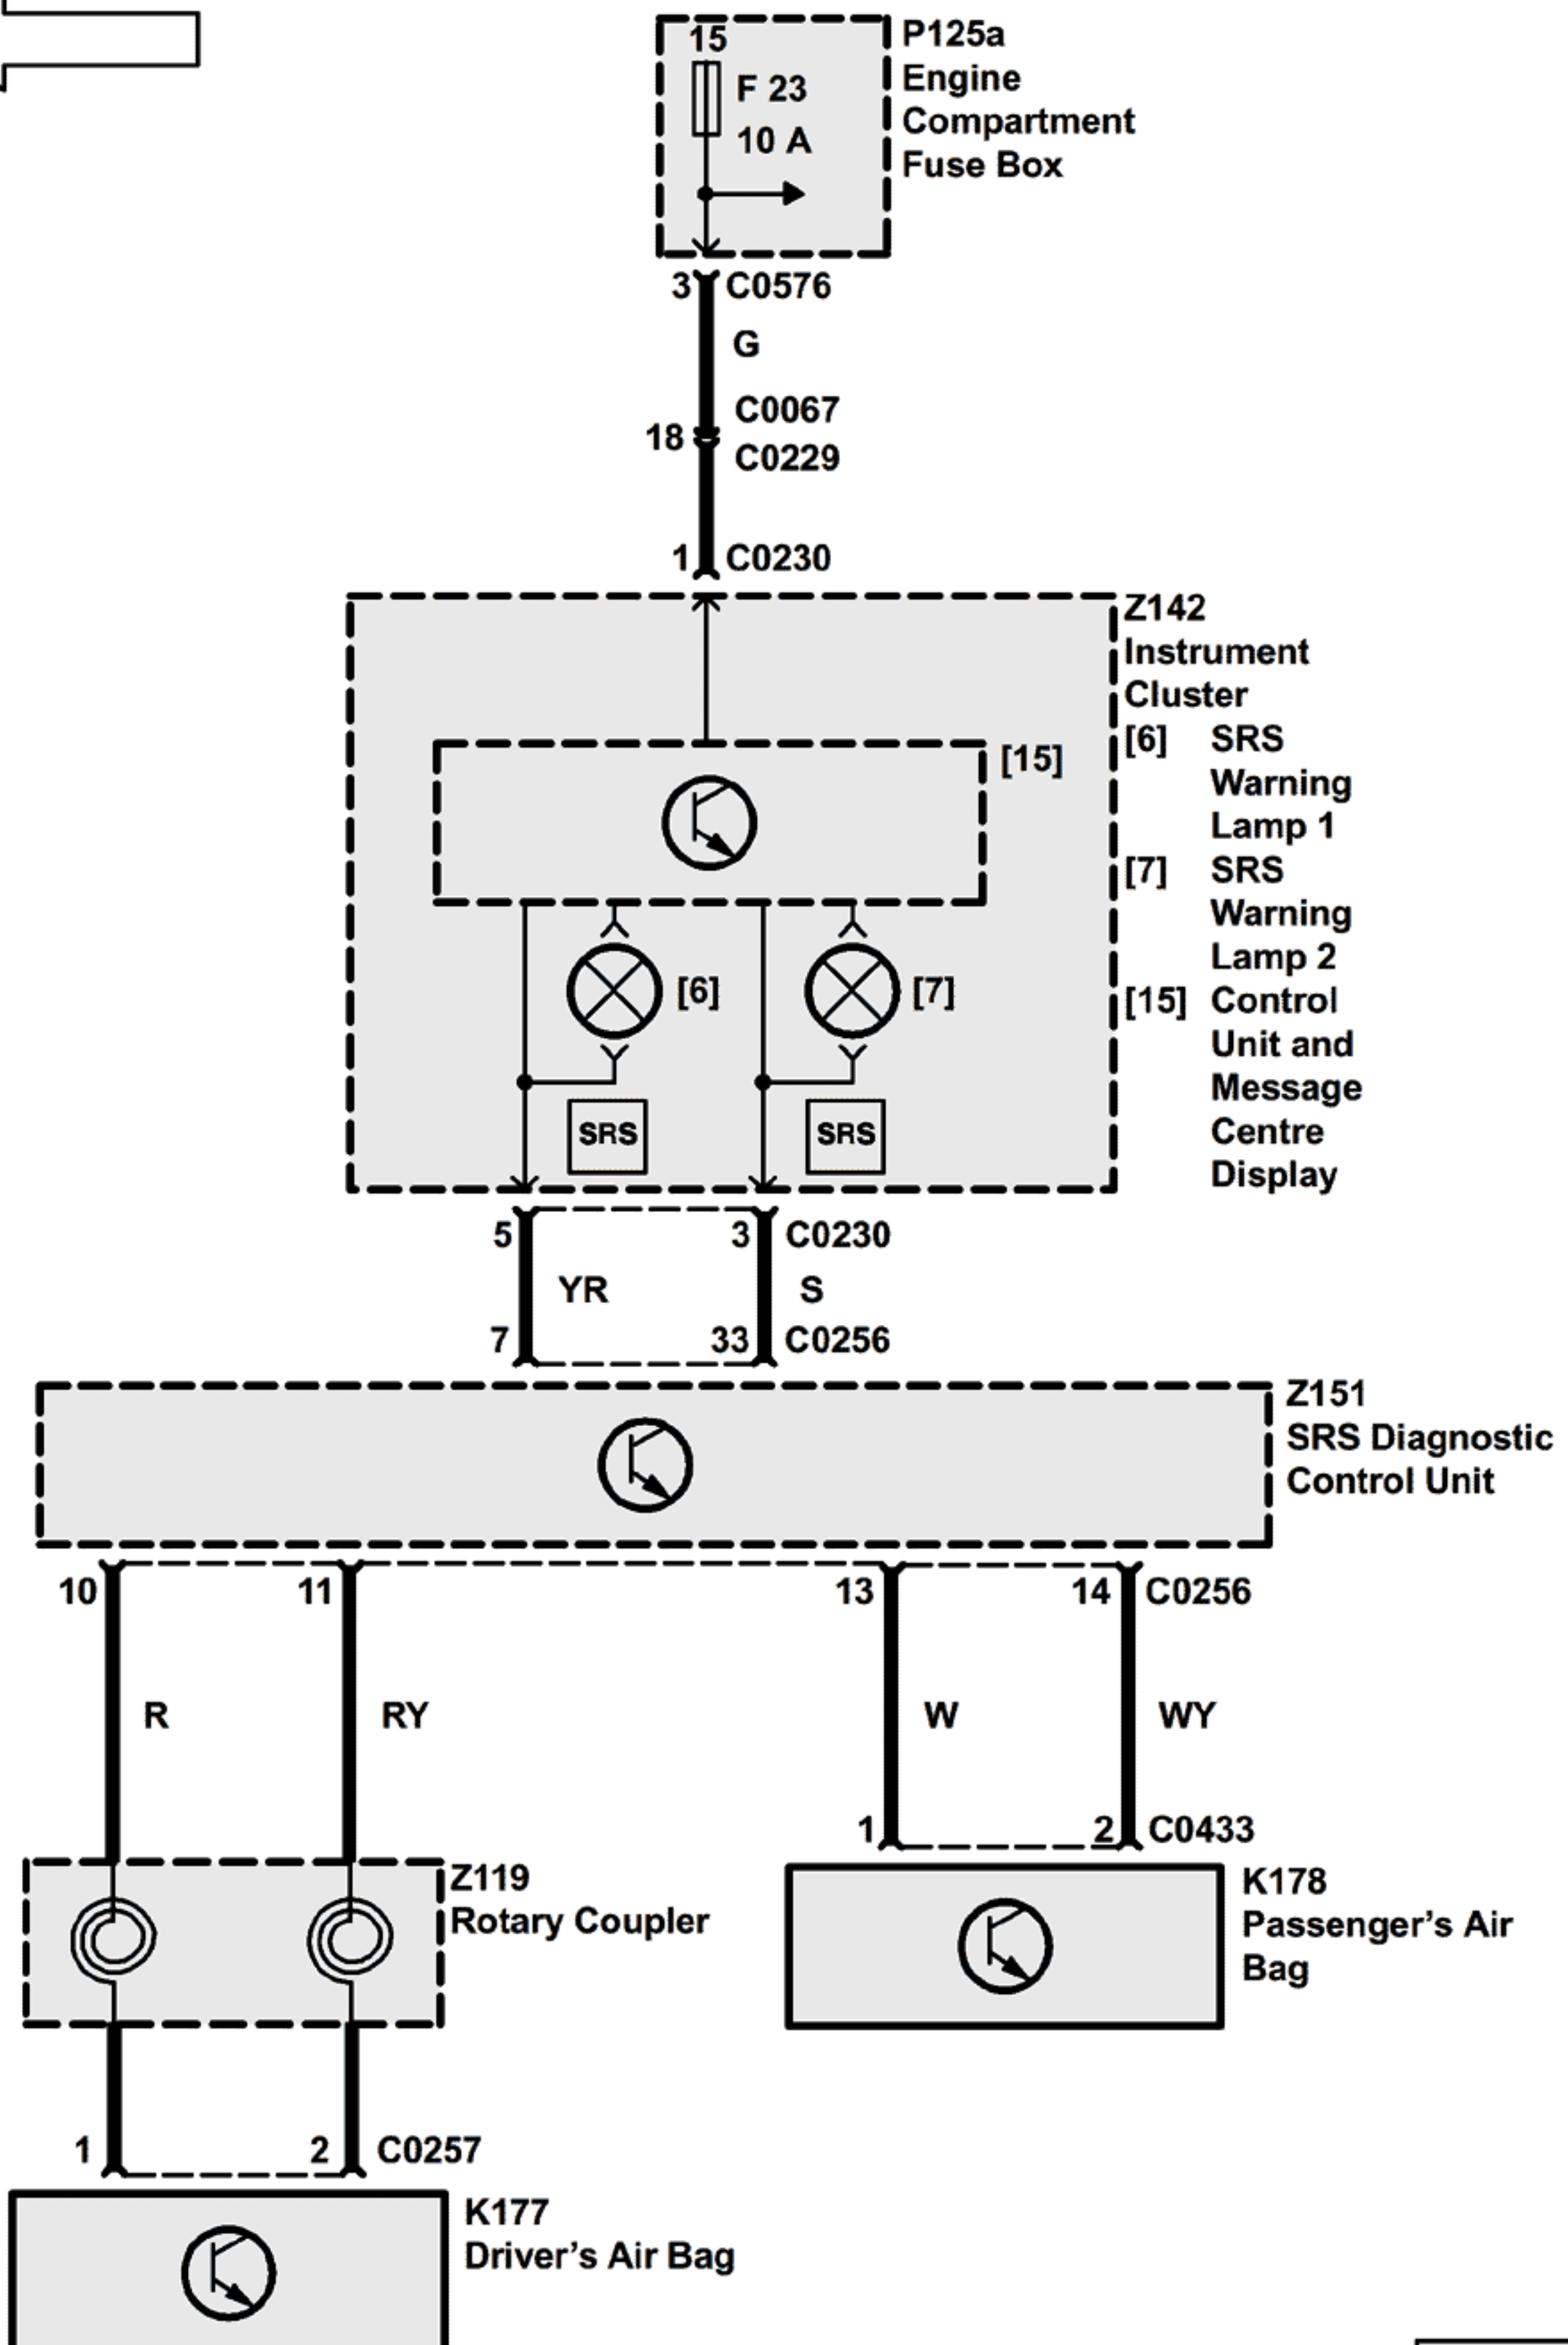 15
F 23
10 A
P125a
Engine
Compartment
Fuse Box
3 C0576
G
C0067
18
C0229
1 C0230
Z142
Instrument
Cluster
[6] SRS
Warning
Lamp 1
[7] SRS
Warning
Lamp 2
[15] Control
Unit and
Message
Centre
Display
[15]
[6]
[7]
SRS
SRS
5 3 C0230
YR S
7 33 C0256
Z151
SRS Diagnostic
Control Unit
10 11 13 14 C0256
R RY W WY
1 2 C0433
Z119
Rotary Coupler
K178
Passenger’s Air
Bag
1 2 C0257
K177
Driver’s Air Bag